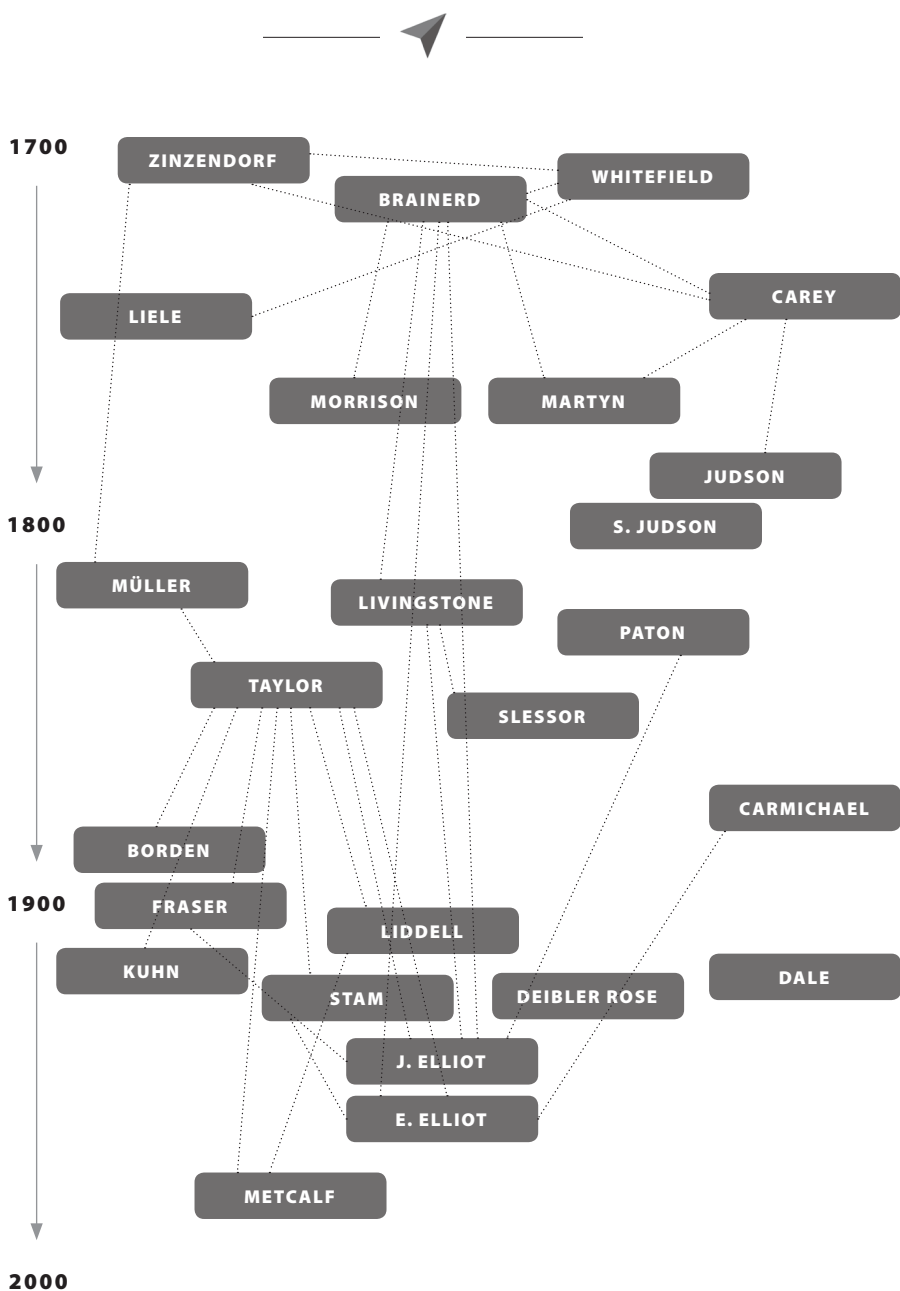 1700
ZINZENDORF
WHITEFIELD
BRAINERD
CAREY
LIELE
MORRISON
MARTYN
JUDSON
1800
S. JUDSON
MÜLLER
LIVINGSTONE
PATON
TAYLOR
SLESSOR
CARMICHAEL
BORDEN
1900
FRASER
LIDDELL
KUHN
DALE
STAM
DEIBLER ROSE
J. ELLIOT
E. ELLIOT
METCALF
2000